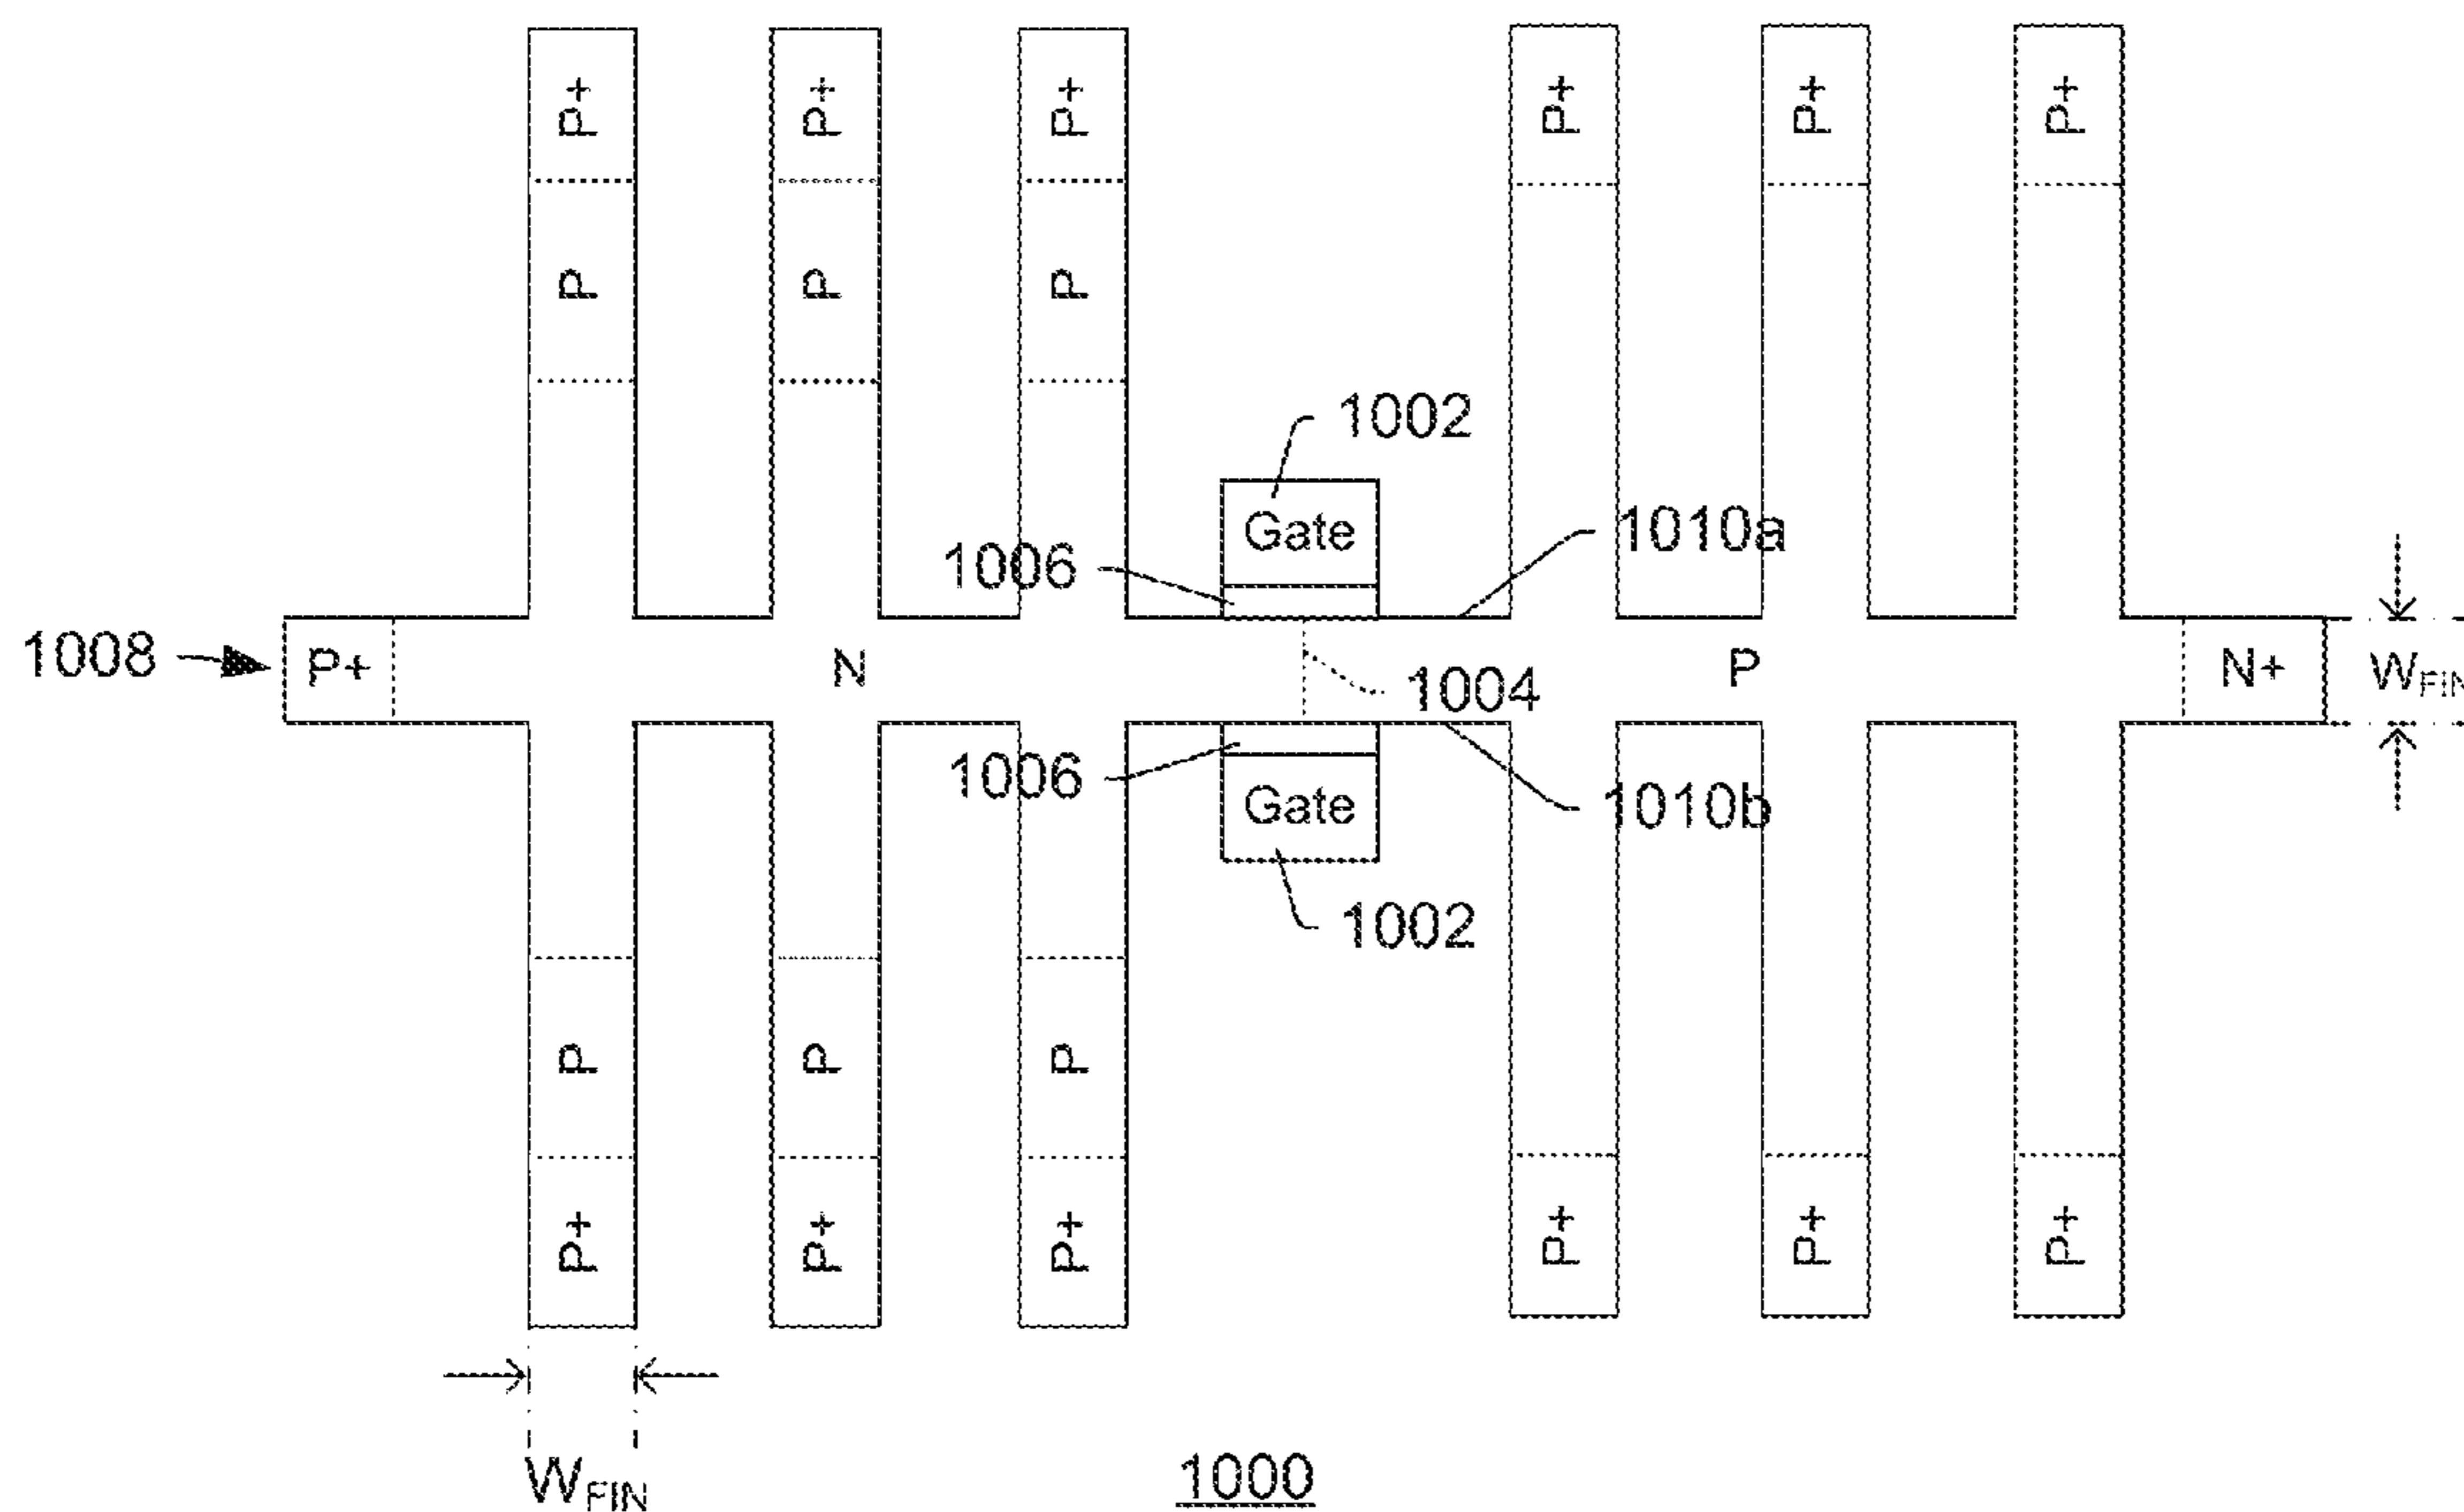 P+ P+ P+ P+ P+ P+
P P P
1002
Gate
1010a
1006
1008 P+ N P N+ W_FIN
1004
1006
Gate
1010b
1002
P P P
P+ P+ P+ P+ P+ P+
W_FIN
1000